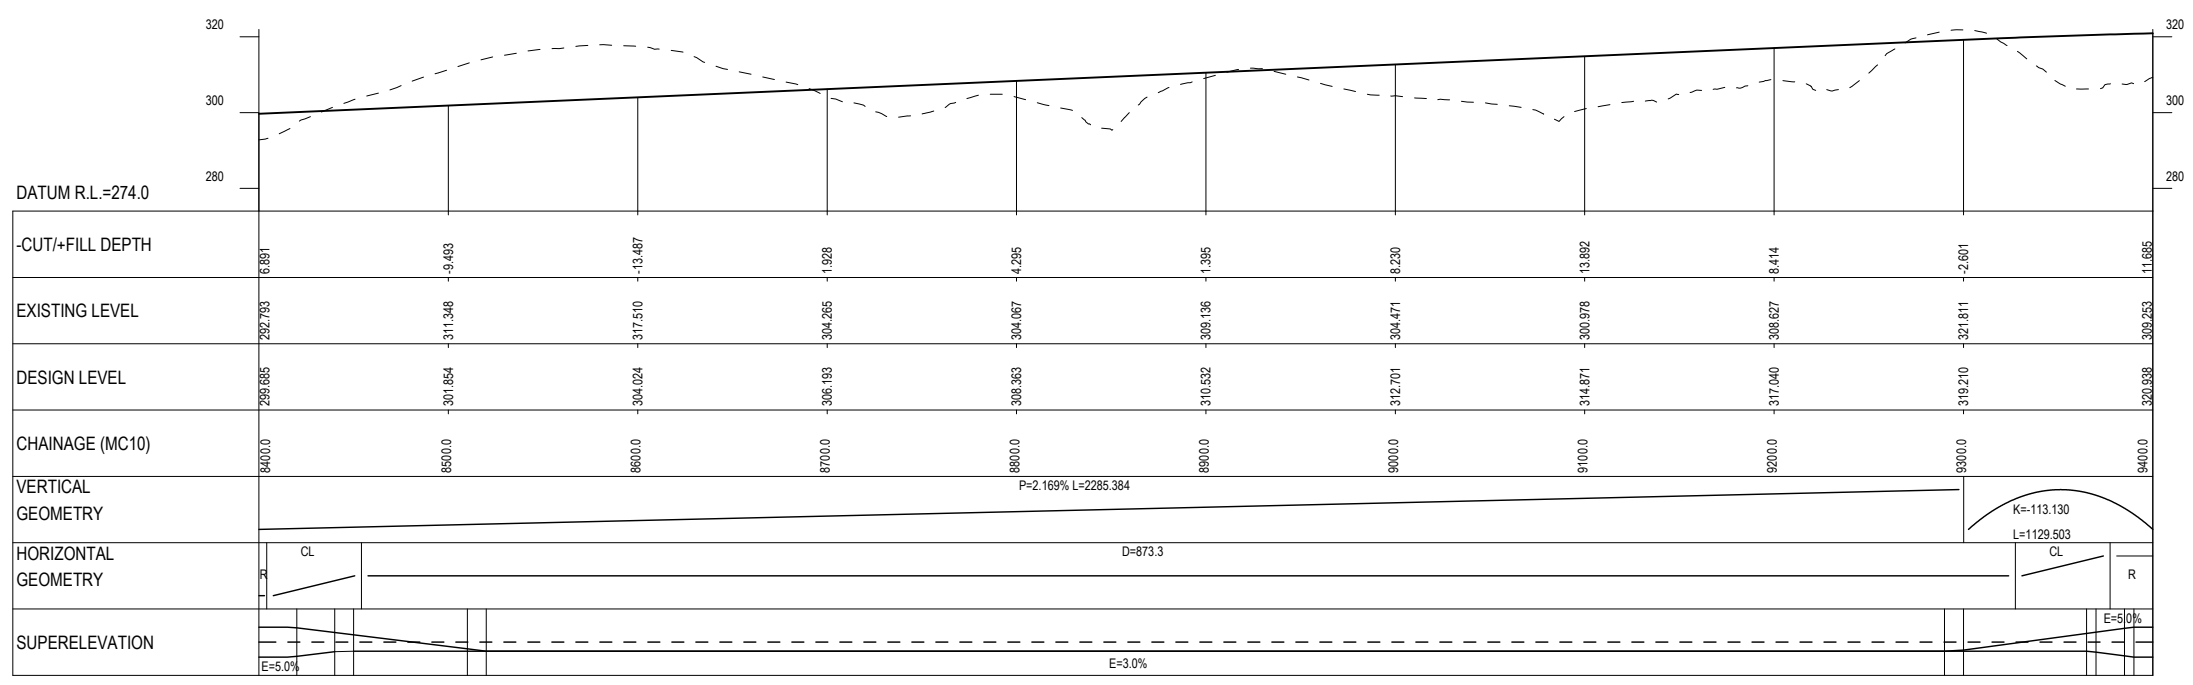 320 320
300 300
280 280
DATUM R.L.=274.0
-CUT/+FILL DEPTH 6.891 -9.493 -13.487 1.928 4.295 1.395 8.230 13.892 8.414 -2.601 11.685
EXISTING LEVEL 292.793 311.348 317.510 304.265 304.067 309.136 304.471 300.978 308.627 321.811 309.253
DESIGN LEVEL 299.685 301.854 304.024 306.193 308.363 310.532 312.701 314.871 317.040 319.210 320.938
CHAINAGE (MC10) 8400.0 8500.0 8600.0 8700.0 8800.0 8900.0 9000.0 9100.0 9200.0 9300.0 9400.0
VERTICAL
GEOMETRY
P=2.169% L=2285.384
K=-113.130
L=1129.503
HORIZONTAL
GEOMETRY
R
CL
D=873.3
CL
R
SUPERELEVATION
E=5.0%
E=3.0%
E=5.0%